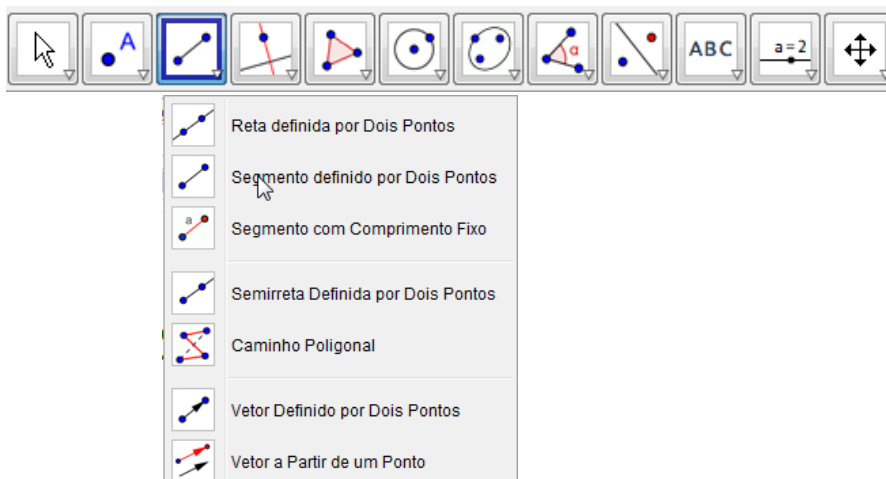 A
α
ABC
a=2
Reta definida por Dois Pontos
Segmento definido por Dois Pontos
a
Segmento com Comprimento Fixo
Semirreta Definida por Dois Pontos
Caminho Poligonal
Vetor Definido por Dois Pontos
Vetor a Partir de um Ponto